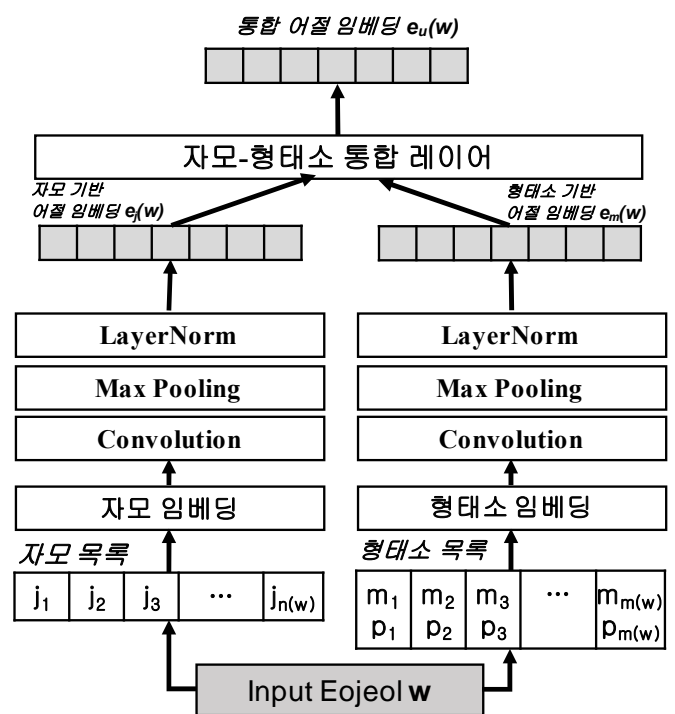 통합 어절 임베딩 eᵤ(w)
자모-형태소 통합 레이어
자모 기반
어절 임베딩 eⱼ(w)
형태소 기반
어절 임베딩 eₘ(w)
LayerNorm
LayerNorm
Max Pooling
Max Pooling
Convolution
Convolution
자모 임베딩
형태소 임베딩
자모 목록
형태소 목록
j₁ j₂ j₃ ⋯ jn(w)
m₁ m₂ m₃ ⋯ mm(w)
p₁ p₂ p₃ pm(w)
Input Eojeol w